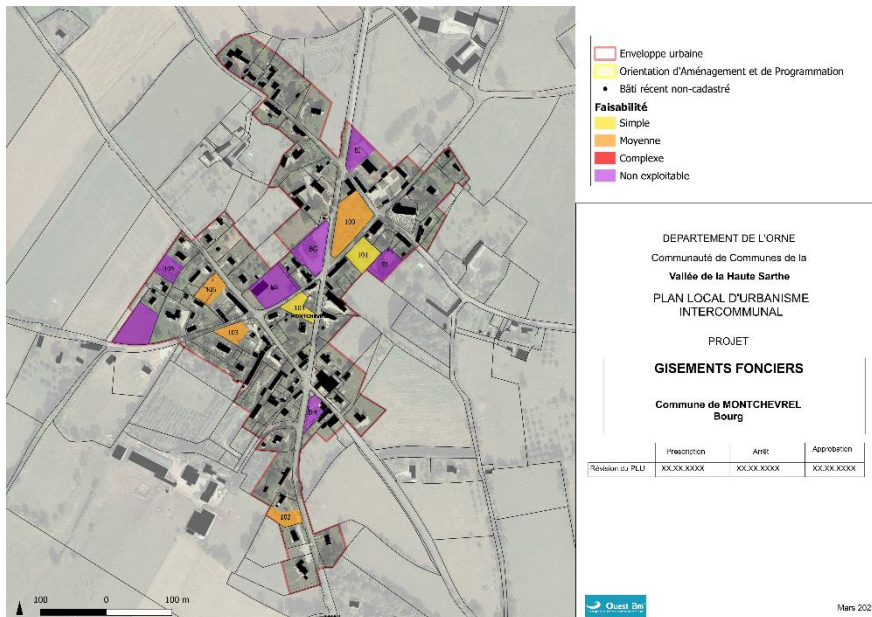 Enveloppe urbaine
Orientation d'Aménagement et de Programmation
Bâti récent non-cadastré
Faisabilité
Simple
Moyenne
Complexe
Non exploitable
DEPARTEMENT DE L'ORNE
Communauté de Communes de la
Vallée de la Haute Sarthe
PLAN LOCAL D'URBANISME
INTERCOMMUNAL
PROJET
GISEMENTS FONCIERS
Commune de MONTCHEVREL
Bourg
Prescription Arrêt Approbation
Révision du PLU XX.XX.XXXX XX.XX.XXXX XX.XX.XXXX
100
101
MONTCHEVREL
103
102
100 0 100 m
Mars